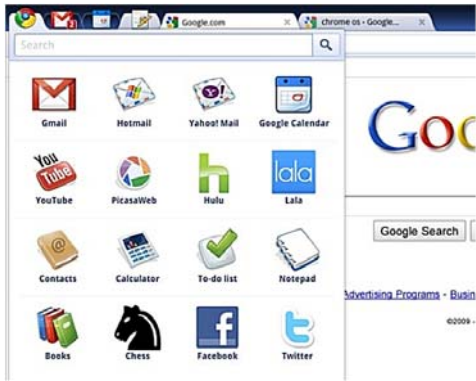 Google.com
chrome os - Google...
Search
Gmail
Hotmail
Yahoo! Mail
Google Calendar
You
Tube
YouTube
PicasaWeb
Hulu
lala
Lala
Contacts
Calculator
To-do list
Notepad
Books
Chess
Facebook
Twitter
Goo
Google Search
Advertising Programs - Busin
©2009 -